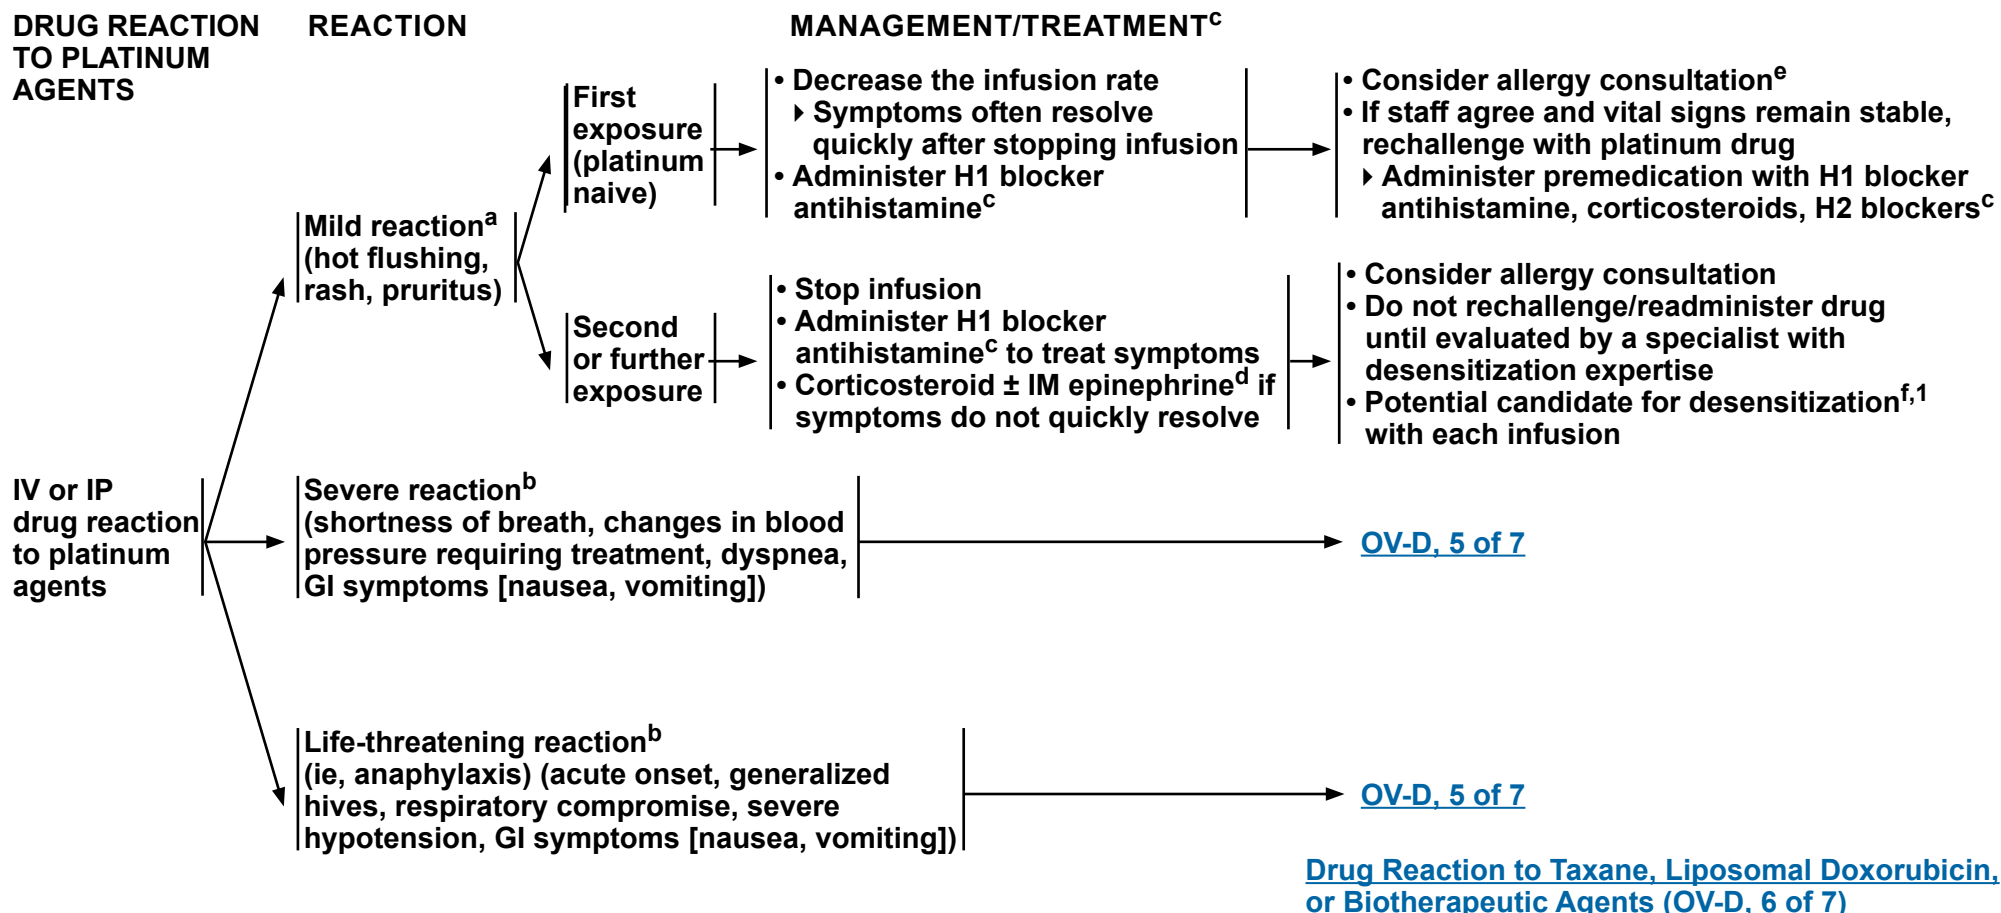 DRUG REACTION
TO PLATINUM
AGENTS
REACTION
MANAGEMENT/TREATMENTc
IV or IP
drug reaction
to platinum
agents
Mild reactiona
(hot flushing,
rash, pruritus)
First
exposure
(platinum
naive)
• Decrease the infusion rate
▸ Symptoms often resolve
quickly after stopping infusion
• Administer H1 blocker
antihistaminec
• Consider allergy consultatione
• If staff agree and vital signs remain stable,
rechallenge with platinum drug
▸ Administer premedication with H1 blocker
antihistamine, corticosteroids, H2 blockersc
Second
or further
exposure
• Stop infusion
• Administer H1 blocker
antihistaminec to treat symptoms
• Corticosteroid ± IM epinephrined if
symptoms do not quickly resolve
• Consider allergy consultation
• Do not rechallenge/readminister drug
until evaluated by a specialist with
desensitization expertise
• Potential candidate for desensitizationf,1
with each infusion
Severe reactionb
(shortness of breath, changes in blood
pressure requiring treatment, dyspnea,
GI symptoms [nausea, vomiting])
OV-D, 5 of 7
Life-threatening reactionb
(ie, anaphylaxis) (acute onset, generalized
hives, respiratory compromise, severe
hypotension, GI symptoms [nausea, vomiting])
OV-D, 5 of 7
Drug Reaction to Taxane, Liposomal Doxorubicin,
or Biotherapeutic Agents (OV-D, 6 of 7)